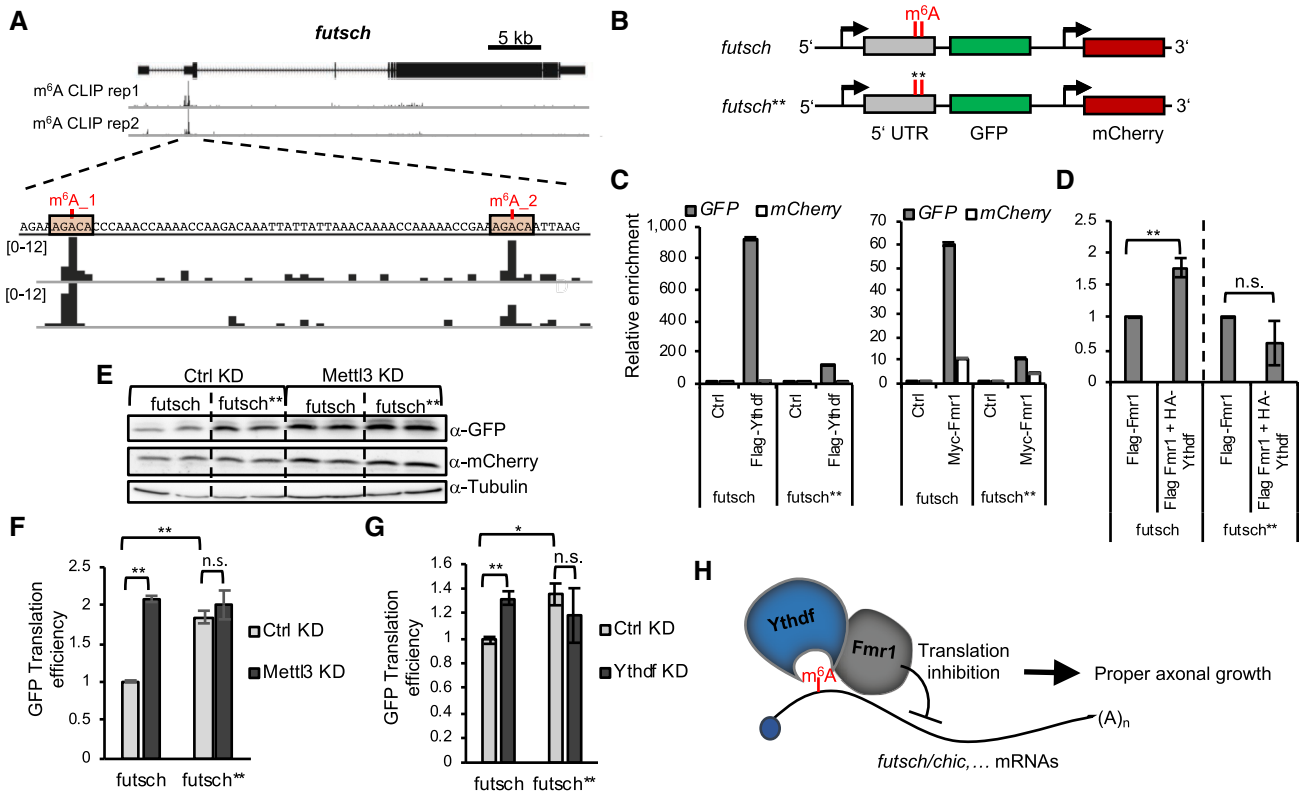 A
futsch
5 kb
m⁶A CLIP rep1
m⁶A CLIP rep2
m⁶A_1
m⁶A_2
AGAAAGACACCCAAACCAAAACCAAGACAAATTATTATTAAACAAAACCAAAAACCGAAAGACAATTAAG
[0-12]
[0-12]
B
m⁶A
futsch 5‘ 3‘
**
futsch** 5‘ 3‘
5‘ UTR GFP mCherry
C
GFP mCherry
Relative enrichment
1,000
800
600
400
200
0
Ctrl
Flag-Ythdf
Ctrl
Flag-Ythdf
futsch futsch**
GFP mCherry
70
60
50
40
30
20
10
0
Ctrl
Myc-Fmr1
Ctrl
Myc-Fmr1
futsch futsch**
D
2.5
2
1.5
1
0.5
0
**
n.s.
Flag-Fmr1
Flag Fmr1 + HA-
Ythdf
Flag-Fmr1
Flag Fmr1 + HA-
Ythdf
futsch futsch**
E
Ctrl KD Mettl3 KD
futsch futsch** futsch futsch**
α-GFP
α-mCherry
α-Tubulin
F
GFP Translation
efficiency
2.5
2
1.5
1
0.5
0
**
**
n.s.
Ctrl KD
Mettl3 KD
futsch futsch**
G
GFP Translation
efficiency
1.6
1.4
1.2
1
0.8
0.6
0.4
0.2
0
*
**
n.s.
Ctrl KD
Ythdf KD
futsch futsch**
H
Ythdf
Fmr1
m⁶A
Translation
inhibition
Proper axonal growth
(A)n
futsch/chic,... mRNAs